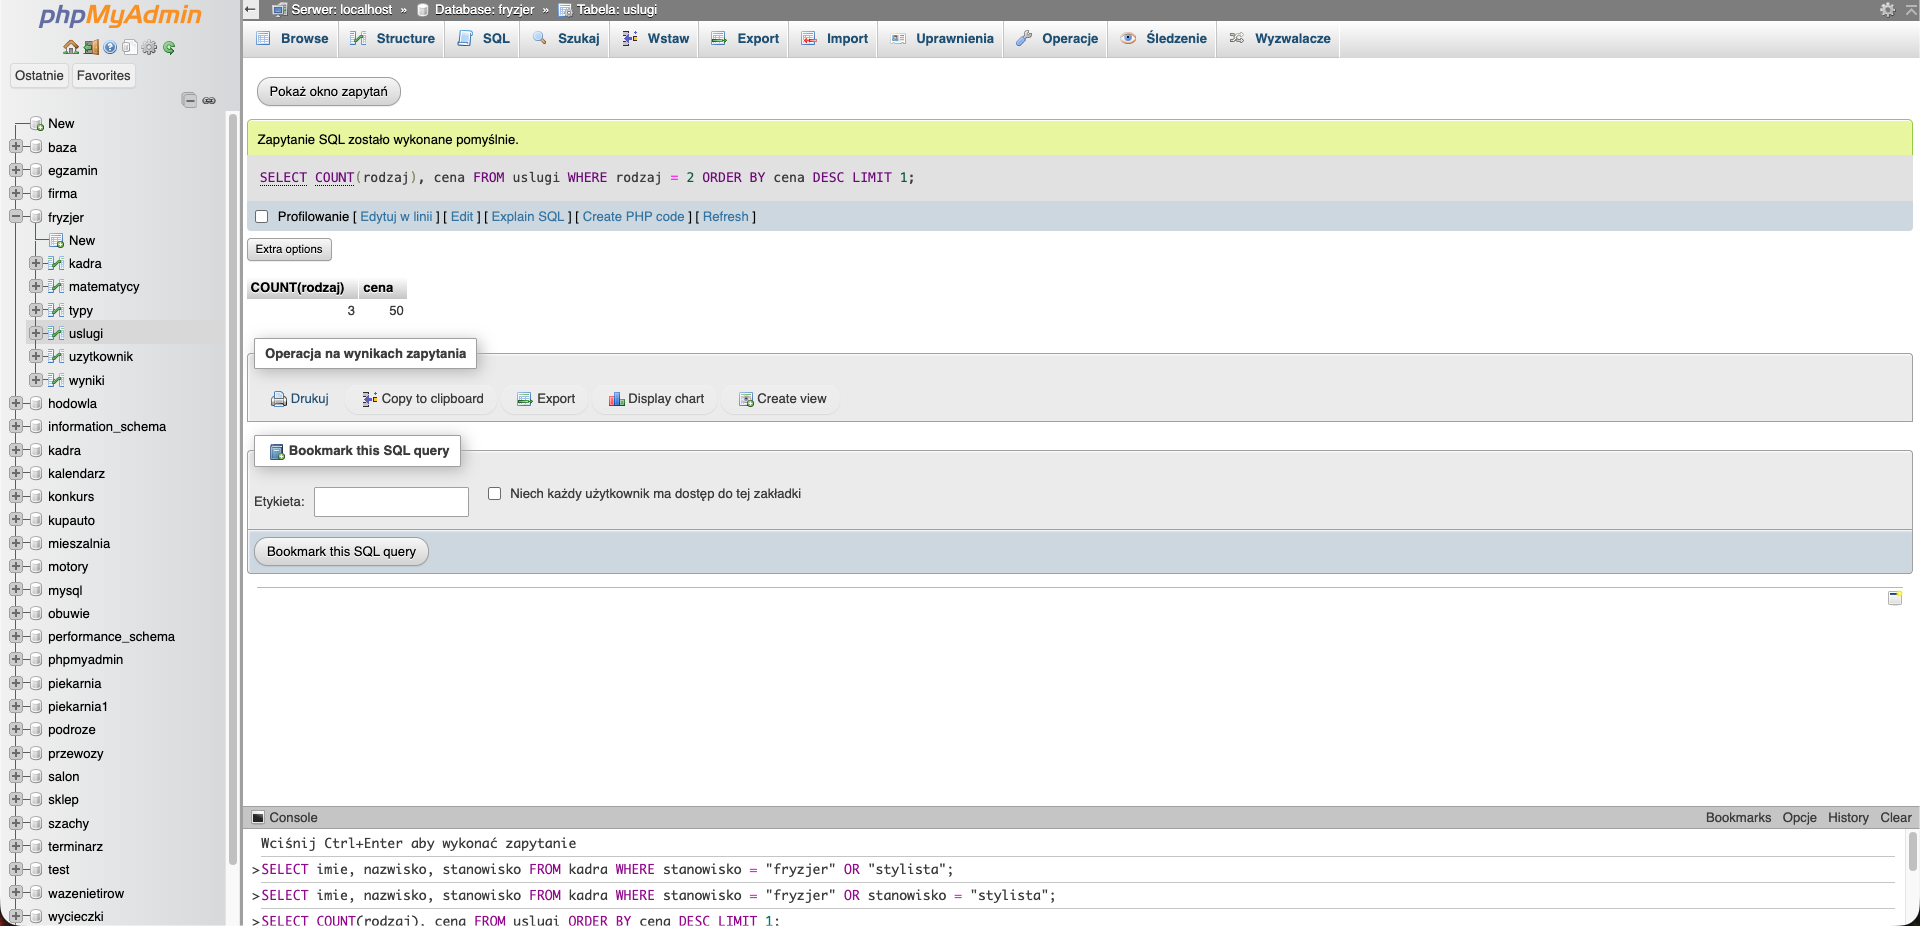 phpMyAdmin
Ostatnie
Favorites
New
baza
egzamin
firma
fryzjer
New
kadra
matematycy
typy
uslugi
uzytkownik
wyniki
hodowla
information_schema
kadra
kalendarz
konkurs
kupauto
mieszalnia
motory
mysql
obuwie
performance_schema
phpmyadmin
piekarnia
piekarnia1
podroze
przewozy
salon
sklep
szachy
terminarz
test
wazenietirow
wycieczki
Serwer: localhost » Database: fryzjer » Tabela: uslugi
Browse Structure SQL Szukaj Wstaw Export Import Uprawnienia Operacje Śledzenie Wyzwalacze
Pokaż okno zapytań
Zapytanie SQL zostało wykonane pomyślnie.
SELECT COUNT(rodzaj), cena FROM uslugi WHERE rodzaj = 2 ORDER BY cena DESC LIMIT 1;
Profilowanie [ Edytuj w linii ] [ Edit ] [ Explain SQL ] [ Create PHP code ] [ Refresh ]
Extra options
COUNT(rodzaj) cena
3 50
Operacja na wynikach zapytania
Drukuj Copy to clipboard Export Display chart Create view
Bookmark this SQL query
Etykieta: Niech każdy użytkownik ma dostęp do tej zakładki
Bookmark this SQL query
Console Bookmarks Opcje History Clear
Wciśnij Ctrl+Enter aby wykonać zapytanie
>SELECT imie, nazwisko, stanowisko FROM kadra WHERE stanowisko = "fryzjer" OR "stylista";
>SELECT imie, nazwisko, stanowisko FROM kadra WHERE stanowisko = "fryzjer" OR stanowisko = "stylista";
>SELECT COUNT(rodzaj), cena FROM uslugi ORDER BY cena DESC LIMIT 1;